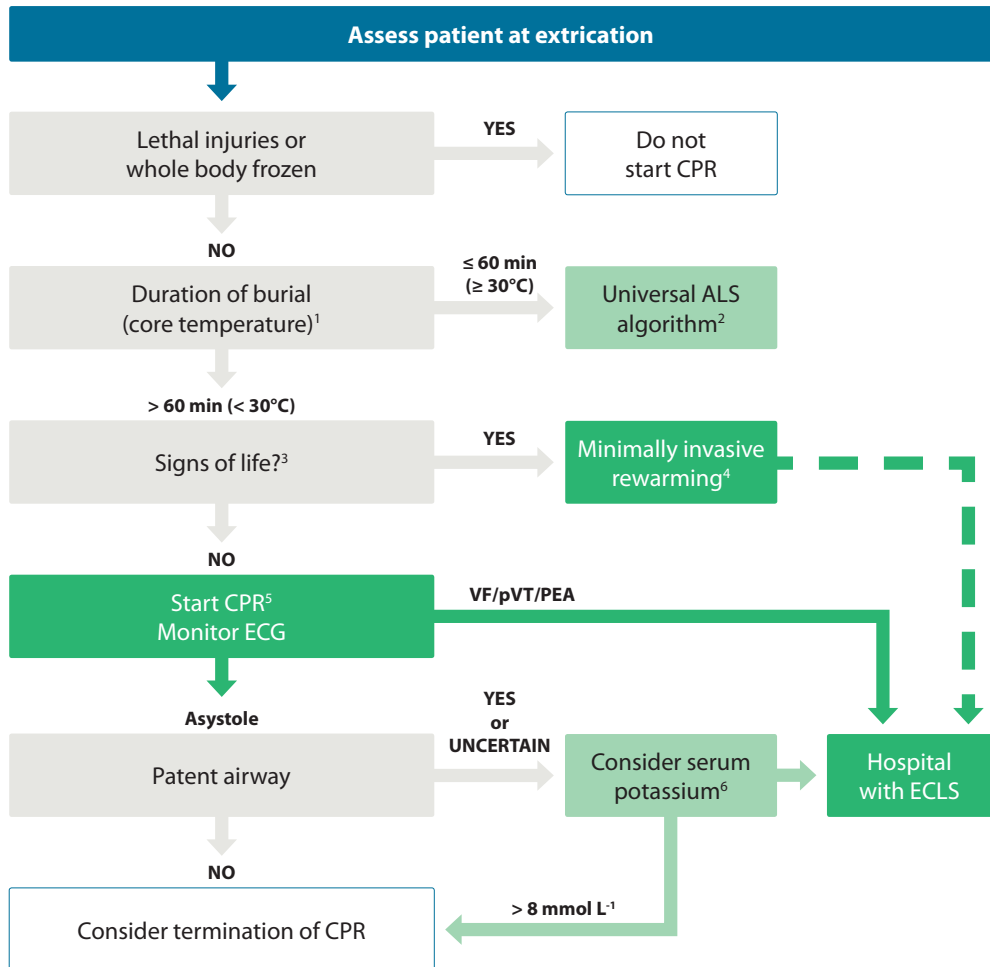 Assess patient at extrication
Lethal injuries or
whole body frozen
YES
Do not
start CPR
NO
Duration of burial
(core temperature)¹
≤ 60 min
(≥ 30°C)
Universal ALS
algorithm²
> 60 min (< 30°C)
Signs of life?³
YES
Minimally invasive
rewarming⁴
NO
Start CPR⁵
Monitor ECG
VF/pVT/PEA
Asystole
Patent airway
YES
or
UNCERTAIN
Consider serum
potassium⁶
Hospital
with ECLS
NO
> 8 mmol L⁻¹
Consider termination of CPR